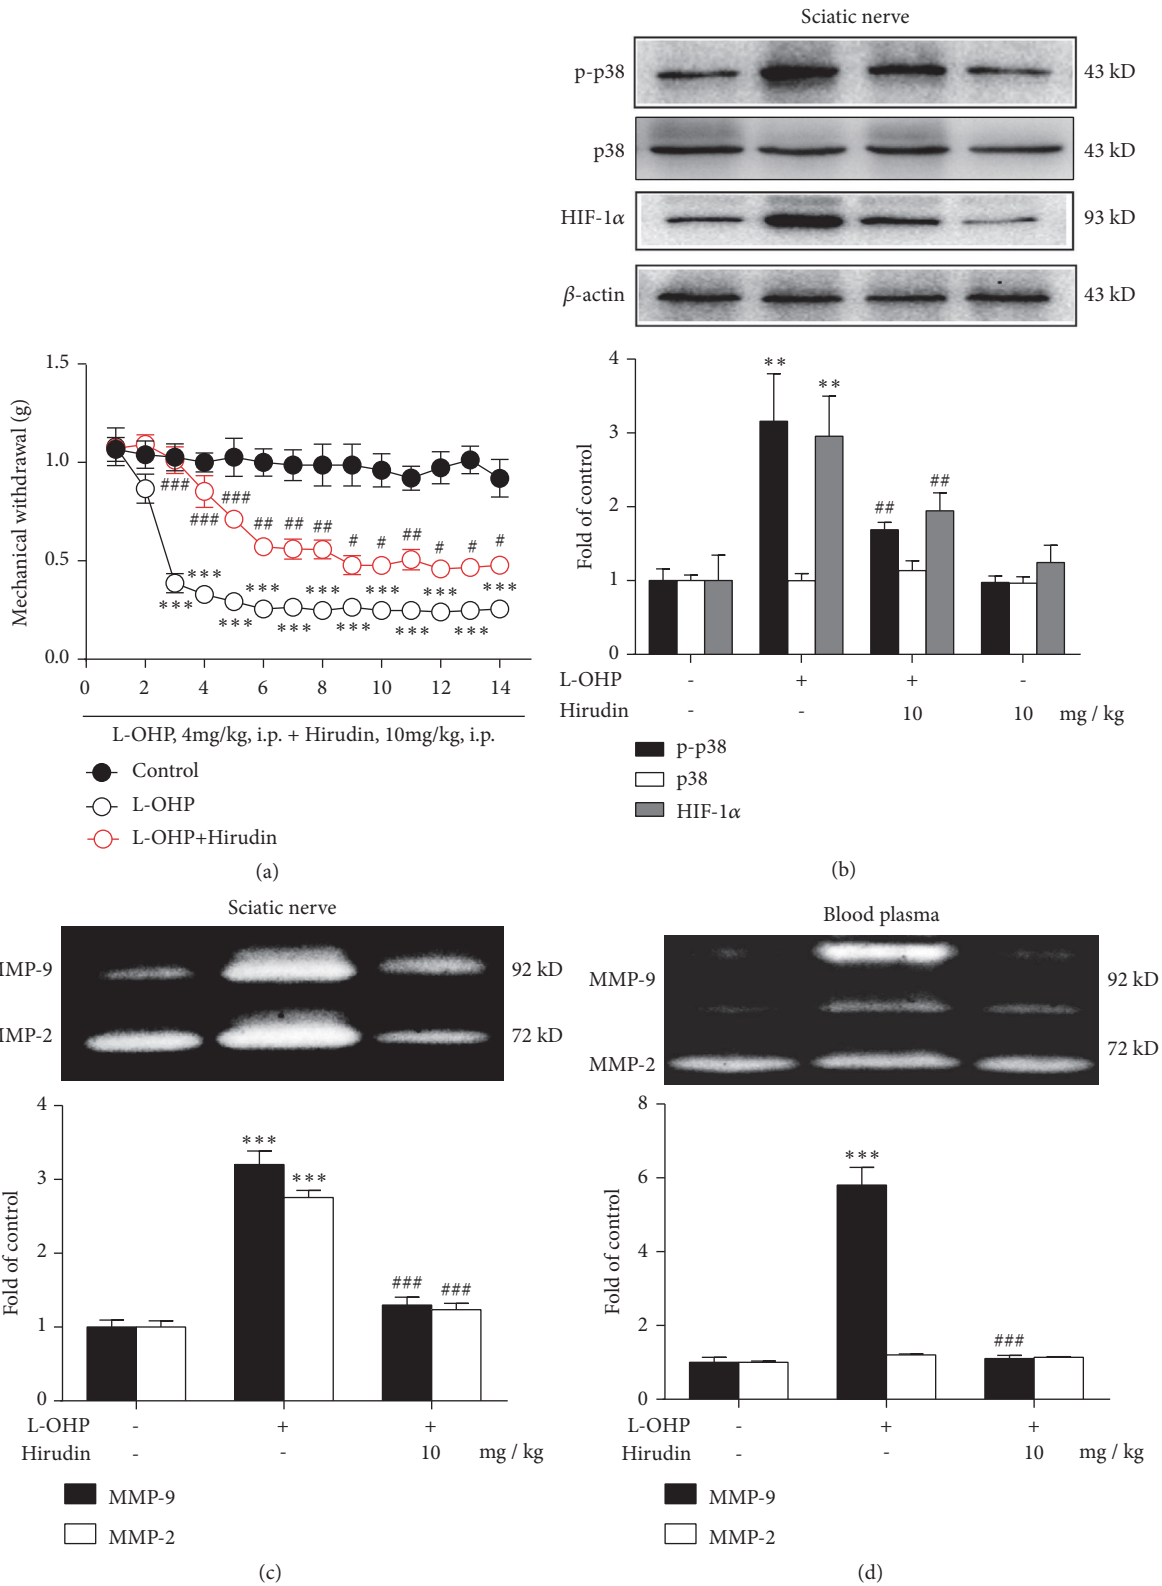 Sciatic nerve
p-p38 43 kD
p38 43 kD
HIF-1α 93 kD
β-actin 43 kD
Mechanical withdrawal (g)
1.5
1.0
0.5
0.0
### ### ### ## ## ## # # ## # # #
*** *** *** *** *** *** *** *** *** *** *** ***
0 2 4 6 8 10 12 14
L-OHP, 4mg/kg, i.p. + Hirudin, 10mg/kg, i.p.
Control
L-OHP
L-OHP+Hirudin
(a)
Fold of control
4
3
2
1
0
** **
## ##
L-OHP - + + -
Hirudin - - 10 10 mg / kg
p-p38
p38
HIF-1α
(b)
Sciatic nerve
MMP-9 92 kD
MMP-2 72 kD
Fold of control
4
3
2
1
0
*** ***
### ###
L-OHP - + +
Hirudin - - 10 mg / kg
MMP-9
MMP-2
(c)
Blood plasma
MMP-9 92 kD
MMP-2 72 kD
Fold of control
8
6
4
2
0
***
###
L-OHP - + +
Hirudin - - 10 mg / kg
MMP-9
MMP-2
(d)